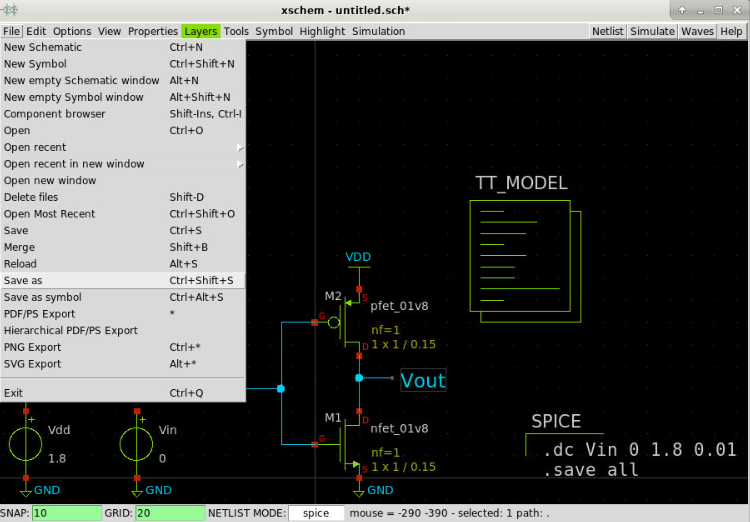 xschem - untitled.sch*
File Edit Options View Properties Layers Tools Symbol Highlight Simulation Netlist Simulate Waves Help
New Schematic Ctrl+N
New Symbol Ctrl+Shift+N
New empty Schematic window Alt+N
New empty Symbol window Alt+Shift+N
Component browser Shift-Ins, Ctrl-I
Open Ctrl+O
Open recent
Open recent in new window
Open new window
Delete files Shift-D
Open Most Recent Ctrl+Shift+O
Save Ctrl+S
Merge Shift+B
Reload Alt+S
Save as Ctrl+Shift+S
Save as symbol Ctrl+Alt+S
PDF/PS Export *
Hierarchical PDF/PS Export
PNG Export Ctrl+*
SVG Export Alt+*
Exit Ctrl+Q
TT_MODEL
VDD
S
M2
pfet_01v8
G
nf=1
D
1 x 1 / 0.15
Vout
D
M1
nfet_01v8
G
nf=1
S
1 x 1 / 0.15
GND
SPICE
.dc Vin 0 1.8 0.01
.save all
+
Vdd
1.8
GND
+
Vin
0
GND
SNAP: 10 GRID: 20 NETLIST MODE: spice mouse = -290 -390 - selected: 1 path: .